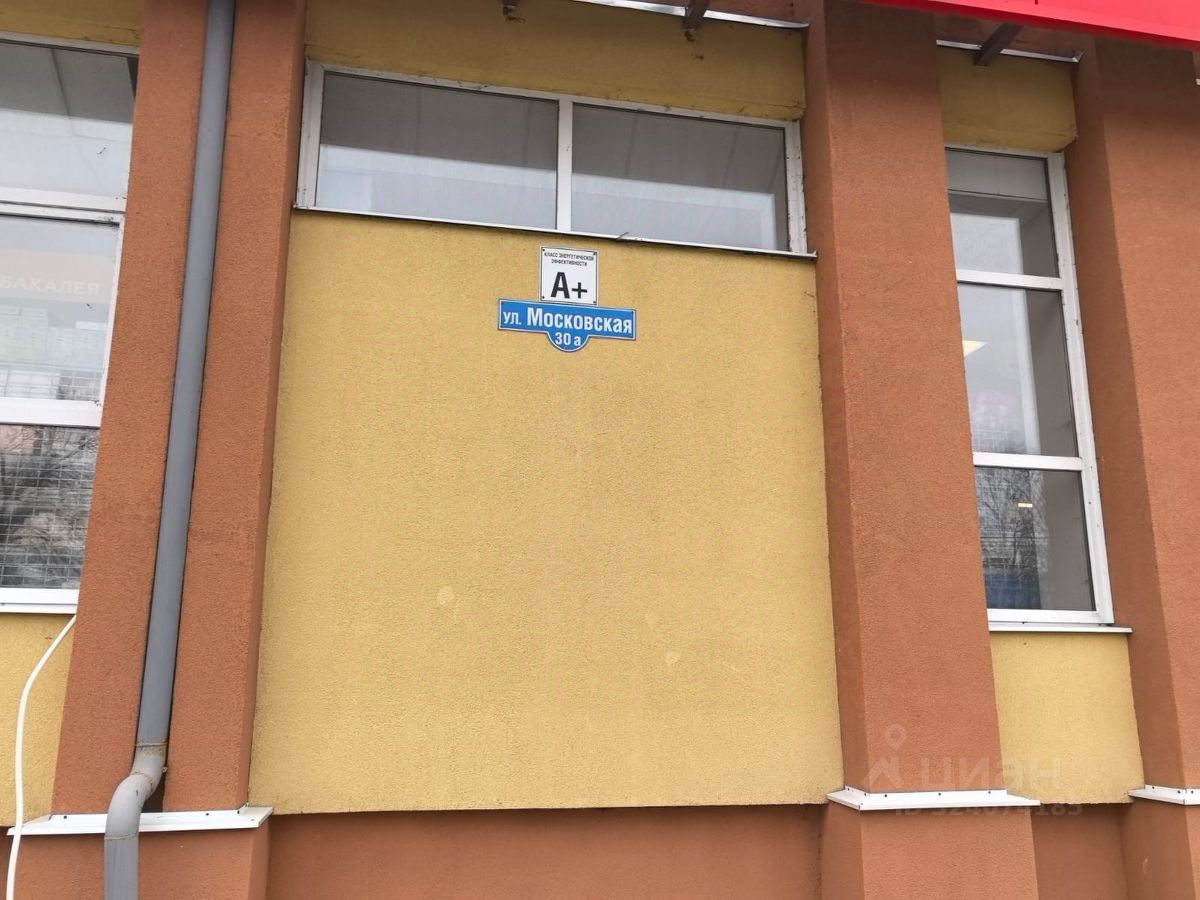 КЛАСС ЭНЕРГЕТИЧЕСКОЙ
ЭФФЕКТИВНОСТИ
А+
ул. Московская
30 а
БАКАЛЕЯ
циан